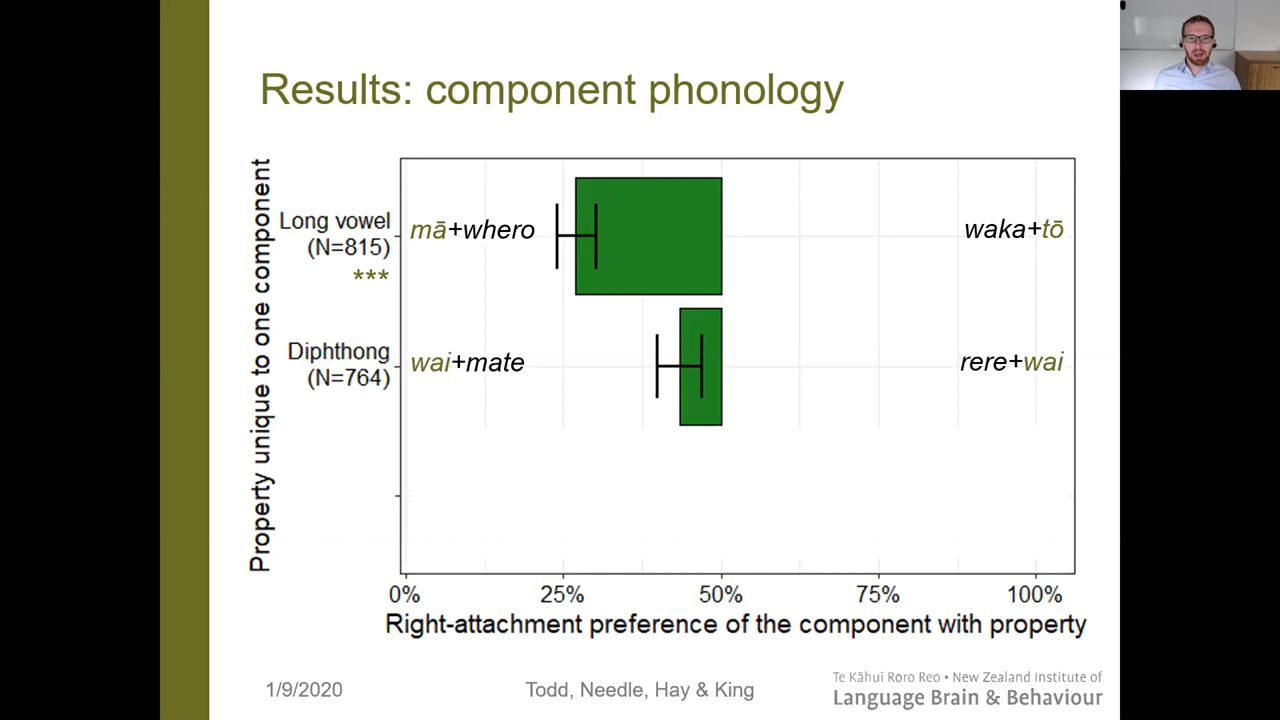 Results: component phonology
Property unique to one component
Long vowel
(N=815)
***
mā+whero
waka+tō
Diphthong
(N=764)
wai+mate
rere+wai
0%
25%
50%
75%
100%
Right-attachment preference of the component with property
1/9/2020
Todd, Needle, Hay & King
Te Kāhui Roro Reo • New Zealand Institute of
Language Brain & Behaviour